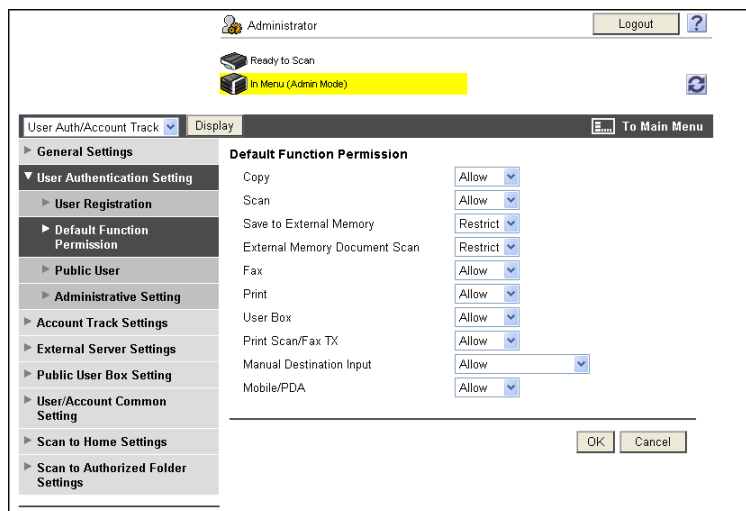 Administrator
Logout
?
Ready to Scan
In Menu (Admin Mode)
User Auth/Account Track
Display
To Main Menu
General Settings
User Authentication Setting
User Registration
Default Function
Permission
Public User
Administrative Setting
Account Track Settings
External Server Settings
Public User Box Setting
User/Account Common
Setting
Scan to Home Settings
Scan to Authorized Folder
Settings
Default Function Permission
Copy Allow
Scan Allow
Save to External Memory Restrict
External Memory Document Scan Restrict
Fax Allow
Print Allow
User Box Allow
Print Scan/Fax TX Allow
Manual Destination Input Allow
Mobile/PDA Allow
OK
Cancel